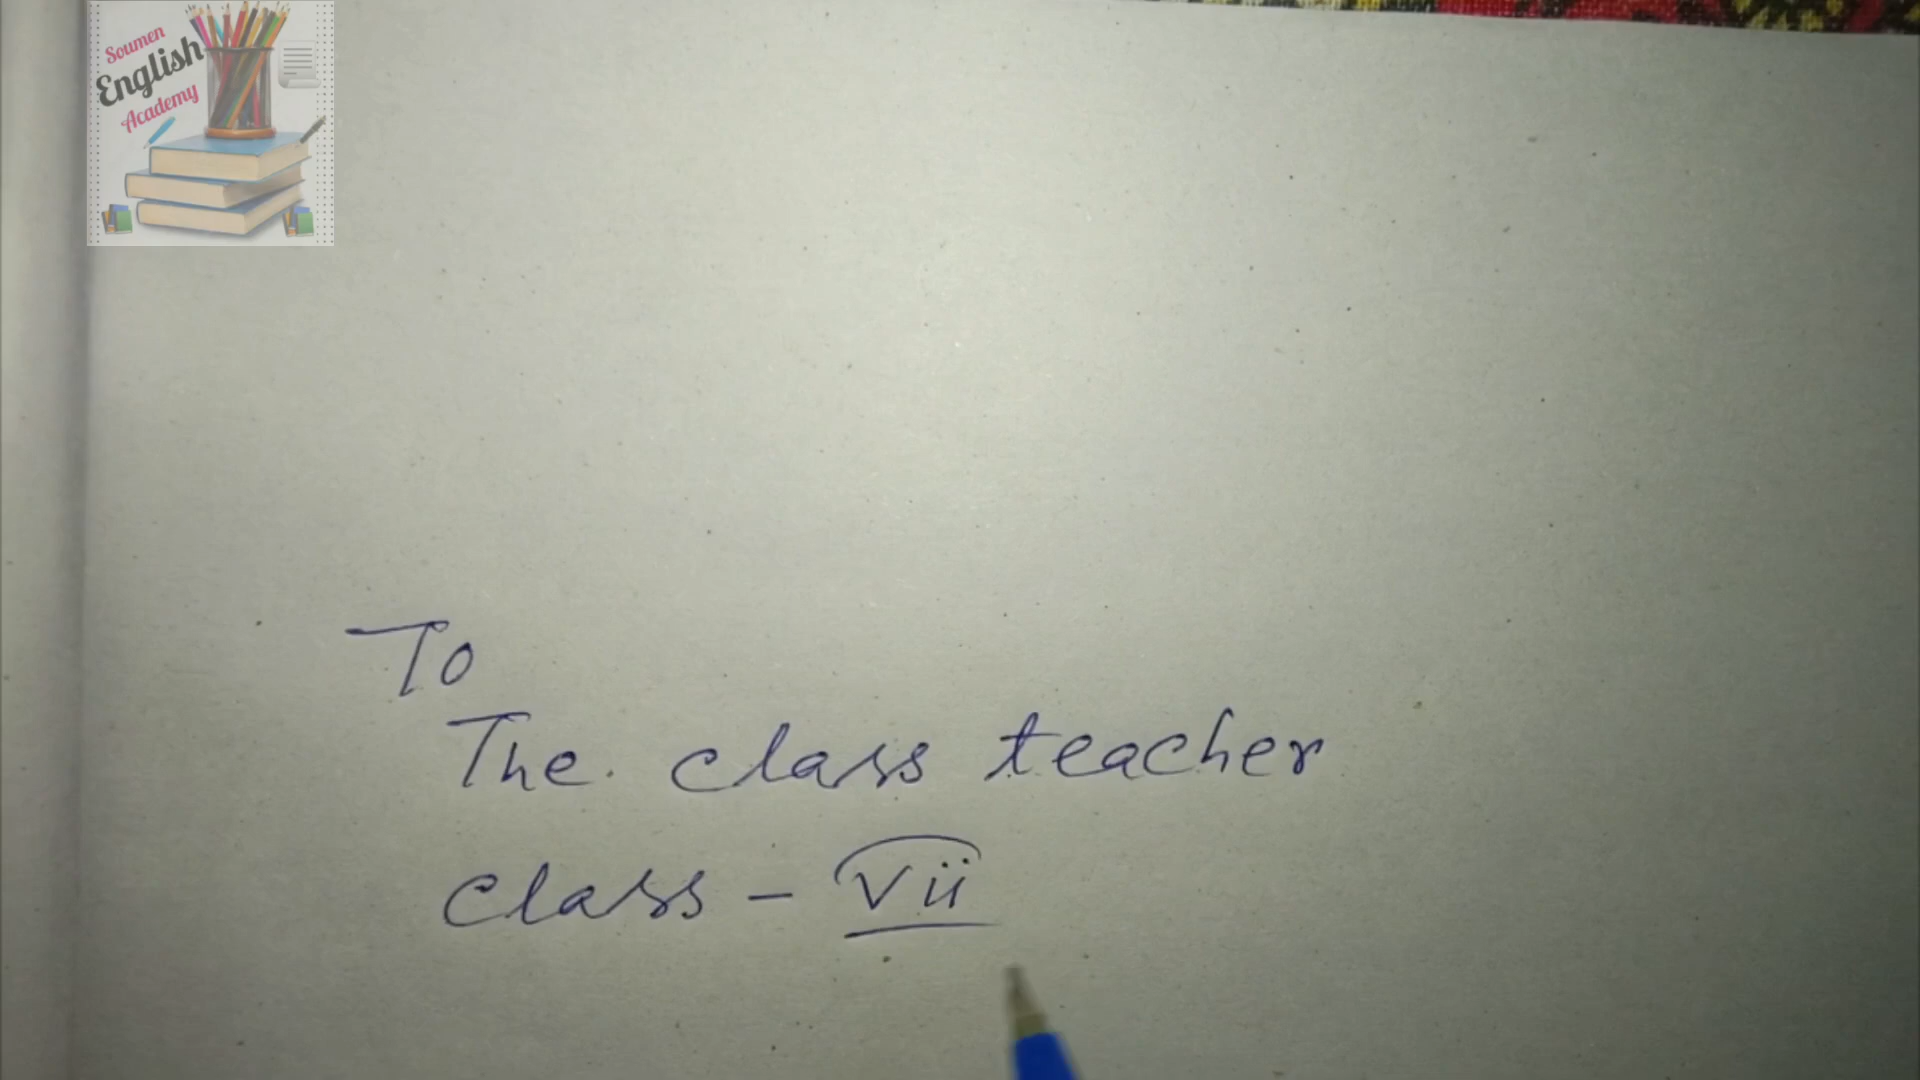 Soumen
English
Academy
To
The class teacher
class - Vii